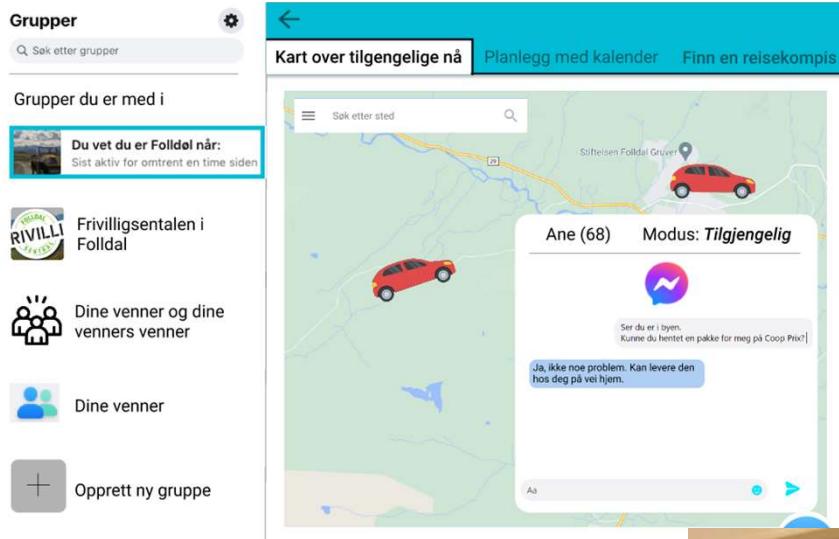 Grupper
Søk etter grupper
Grupper du er med i
Du vet du er Folldøl når:
Sist aktiv for omtrent en time siden
FOLLDAL
RIVILLI
SENTRAL
Frivilligsentalen i
Folldal
Dine venner og dine
venners venner
Dine venner
Opprett ny gruppe
Kart over tilgengelige nå
Planlegg med kalender
Finn en reisekompis
Søk etter sted
29
Stiftelsen Folldal Gruver
Ane (68)
Modus: Tilgjengelig
Ser du er i byen.
Kunne du hentet en pakke for meg på Coop Prix?
Ja, ikke noe problem. Kan levere den
hos deg på vei hjem.
Aa